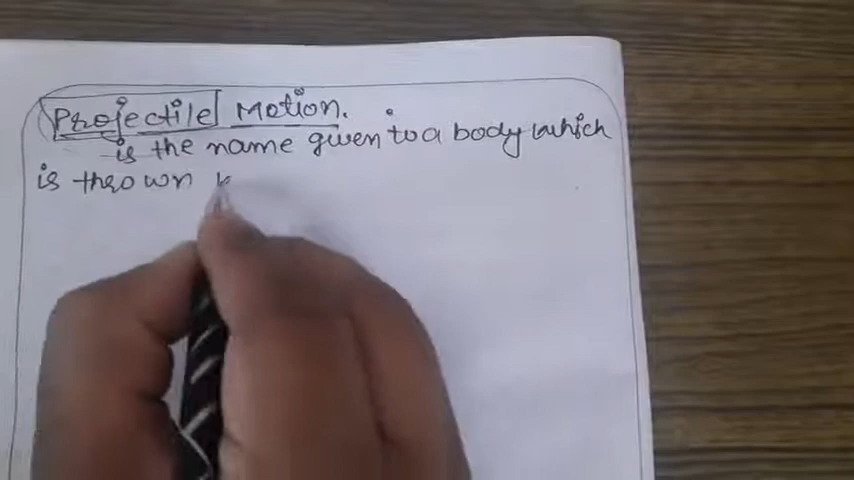 Projectile Motion.
is the name given to a body which
is thrown